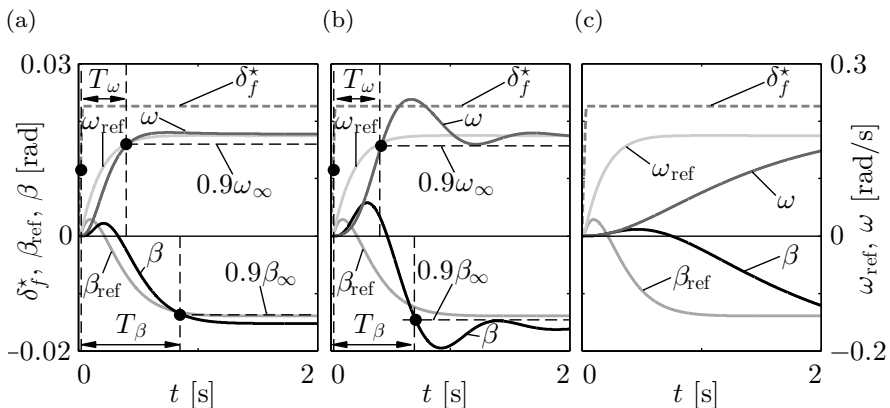 (a)
(b)
(c)
0.03
0
–0.02
δ_f^⋆, β_ref, β [rad]
T_ω
δ_f^⋆
ω_ref
ω
0.9ω_∞
β
β_ref
0.9β_∞
T_β
0
2
t [s]
T_ω
δ_f^⋆
ω
0.9ω_∞
β_ref
0.9β_∞
T_β
β
0
2
t [s]
δ_f^⋆
ω_ref
ω
β
β_ref
0
2
t [s]
0.3
0
–0.2
ω_ref, ω [rad/s]